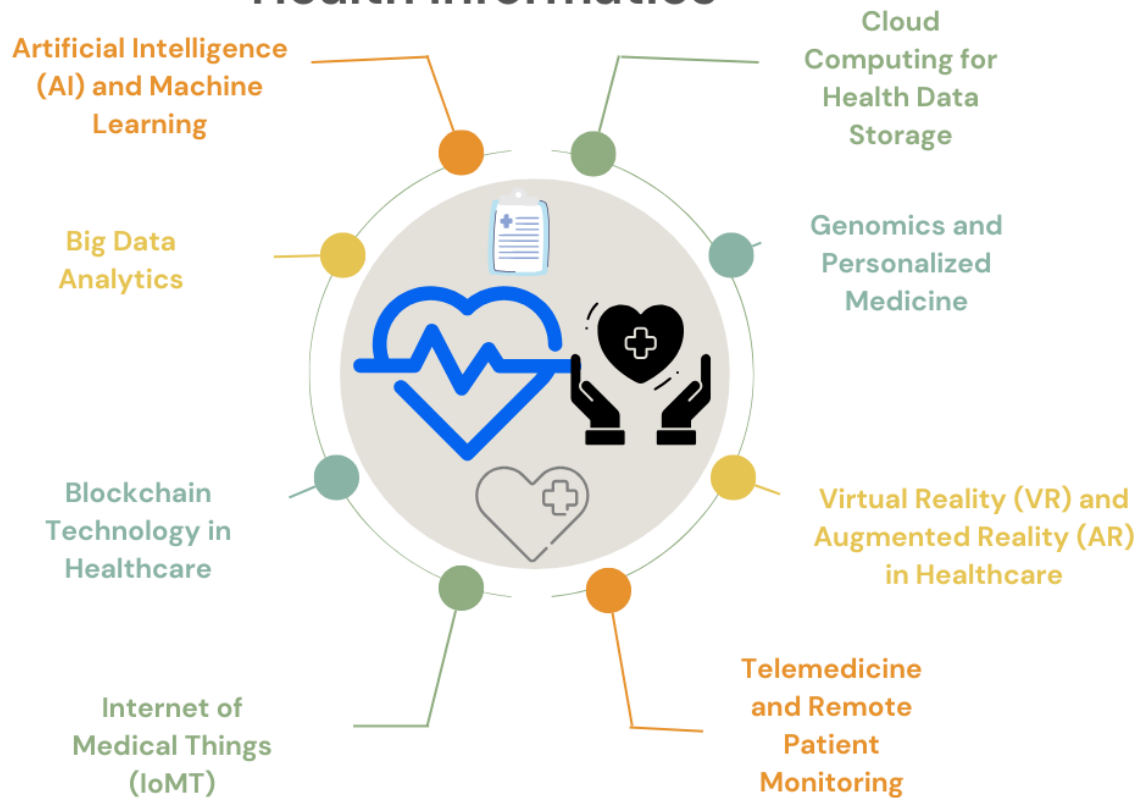 Health Informatics
Artificial Intelligence
(AI) and Machine
Learning
Cloud
Computing for
Health Data
Storage
Big Data
Analytics
Genomics and
Personalized
Medicine
Blockchain
Technology in
Healthcare
Virtual Reality (VR) and
Augmented Reality (AR)
in Healthcare
Internet of
Medical Things
(IoMT)
Telemedicine
and Remote
Patient
Monitoring